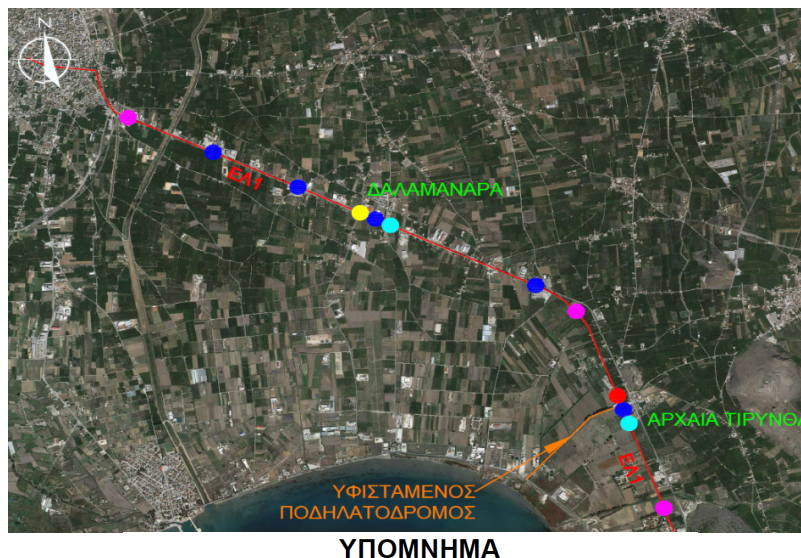 N
ΕΛ1
ΔΑΛΑΜΑΝΑΡΑ
ΑΡΧΑΙΑ ΤΙΡΥΝΘΑ
ΕΛ1
ΥΦΙΣΤΑΜΕΝΟΣ
ΠΟΔΗΛΑΤΟΔΡΟΜΟΣ
ΥΠΟΜΝΗΜΑ